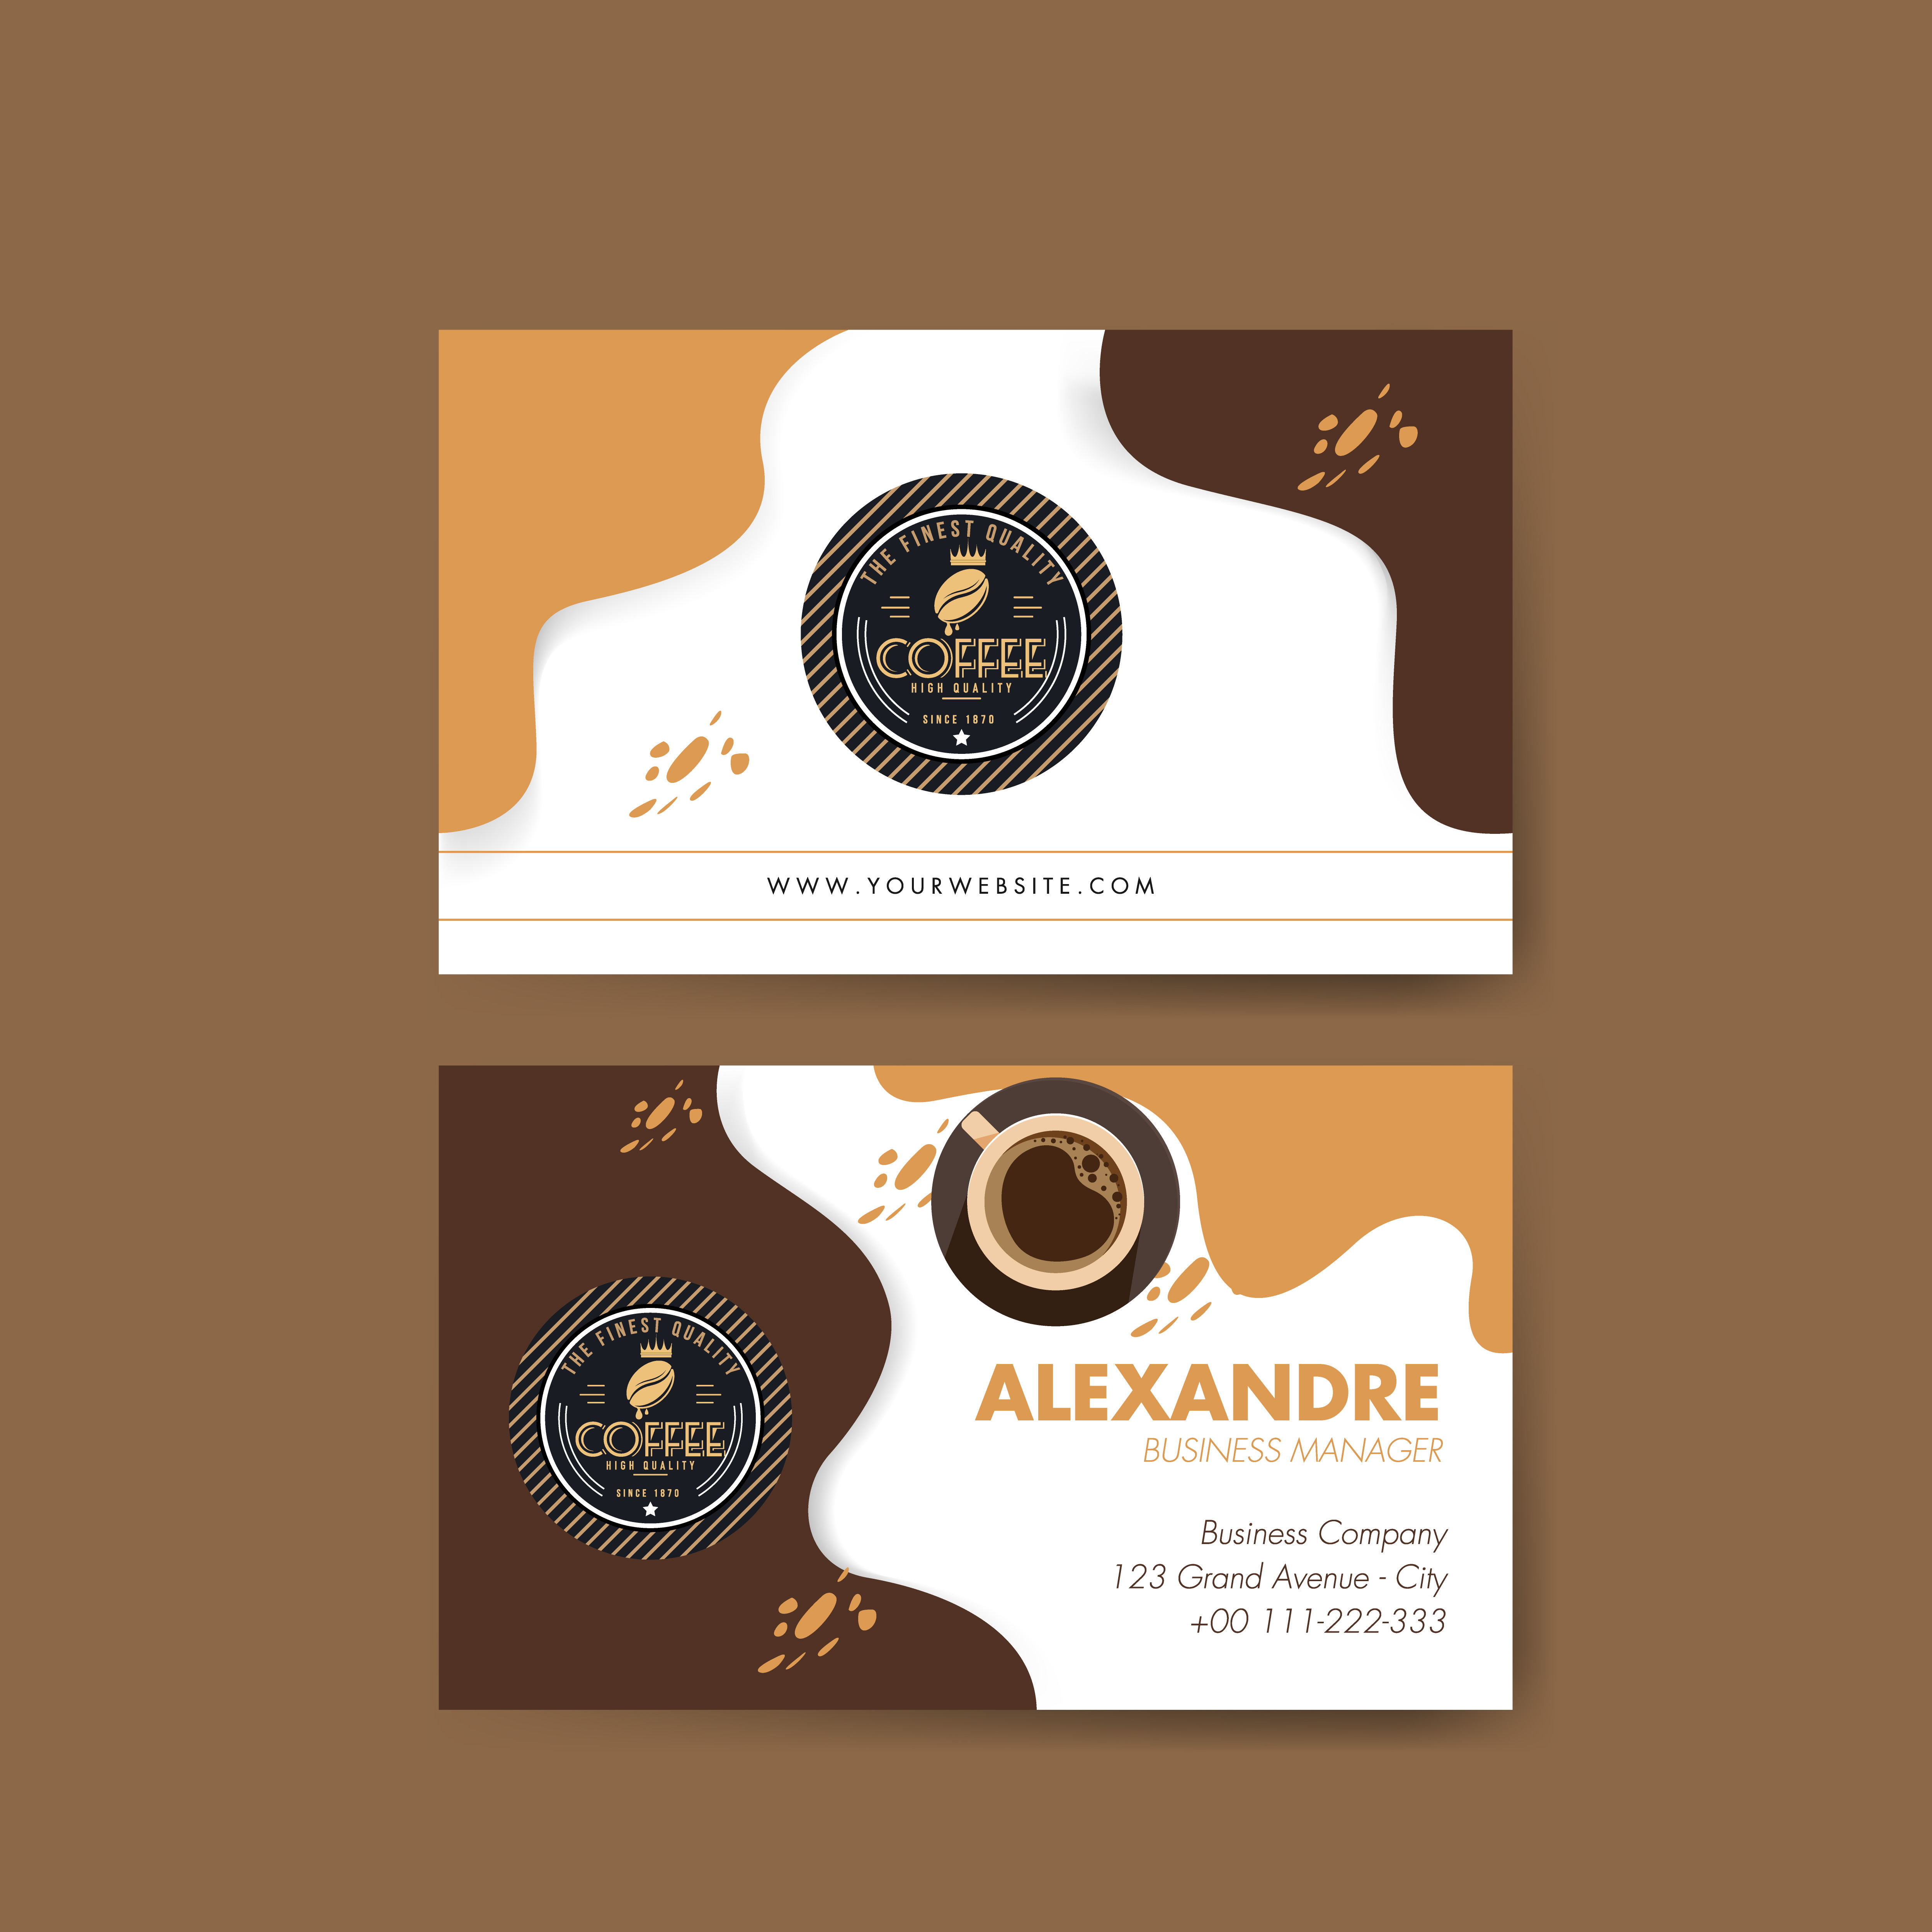 THE FINEST QUALITY
COFFEE
HIGH QUALITY
SINCE 1870
WWW.YOURWEBSITE.COM
THE FINEST QUALITY
COFFEE
HIGH QUALITY
SINCE 1870
ALEXANDRE
BUSINESS MANAGER
Business Company
123 Grand Avenue - City
+00 111-222-333